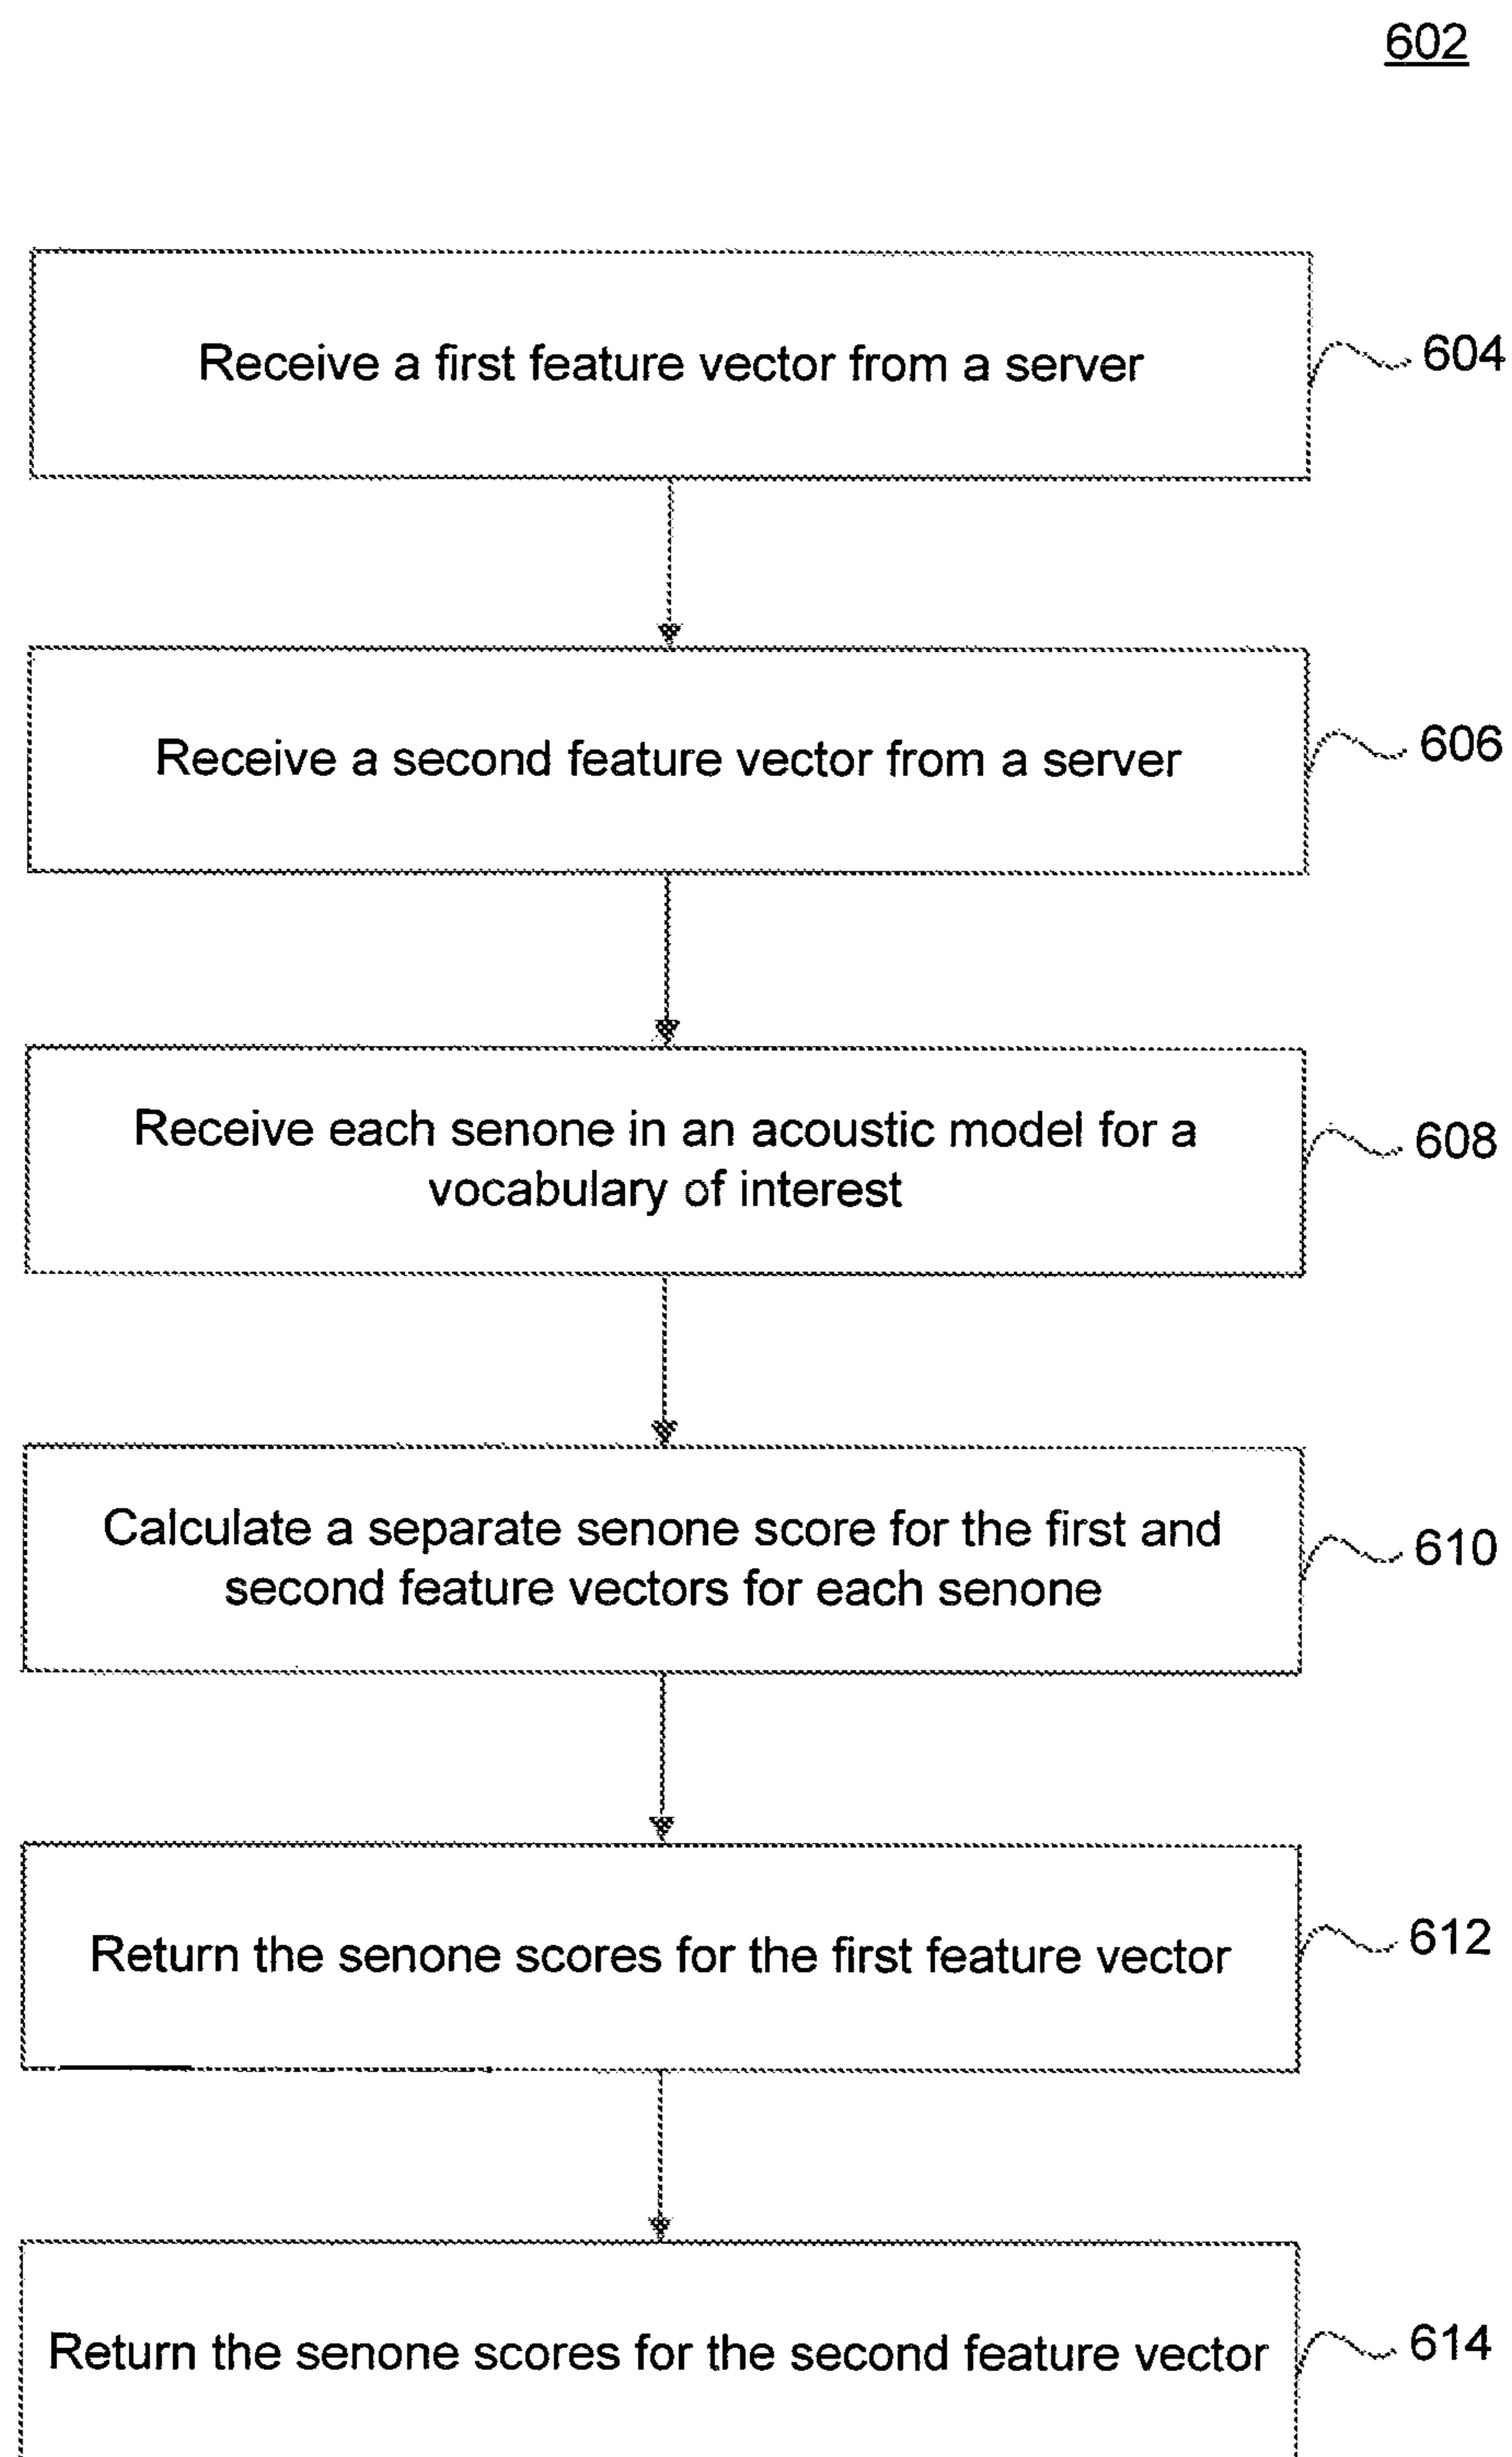 602
Receive a first feature vector from a server
604
Receive a second feature vector from a server
606
Receive each senone in an acoustic model for a
vocabulary of interest
608
Calculate a separate senone score for the first and
second feature vectors for each senone
610
Return the senone scores for the first feature vector
612
Return the senone scores for the second feature vector
614